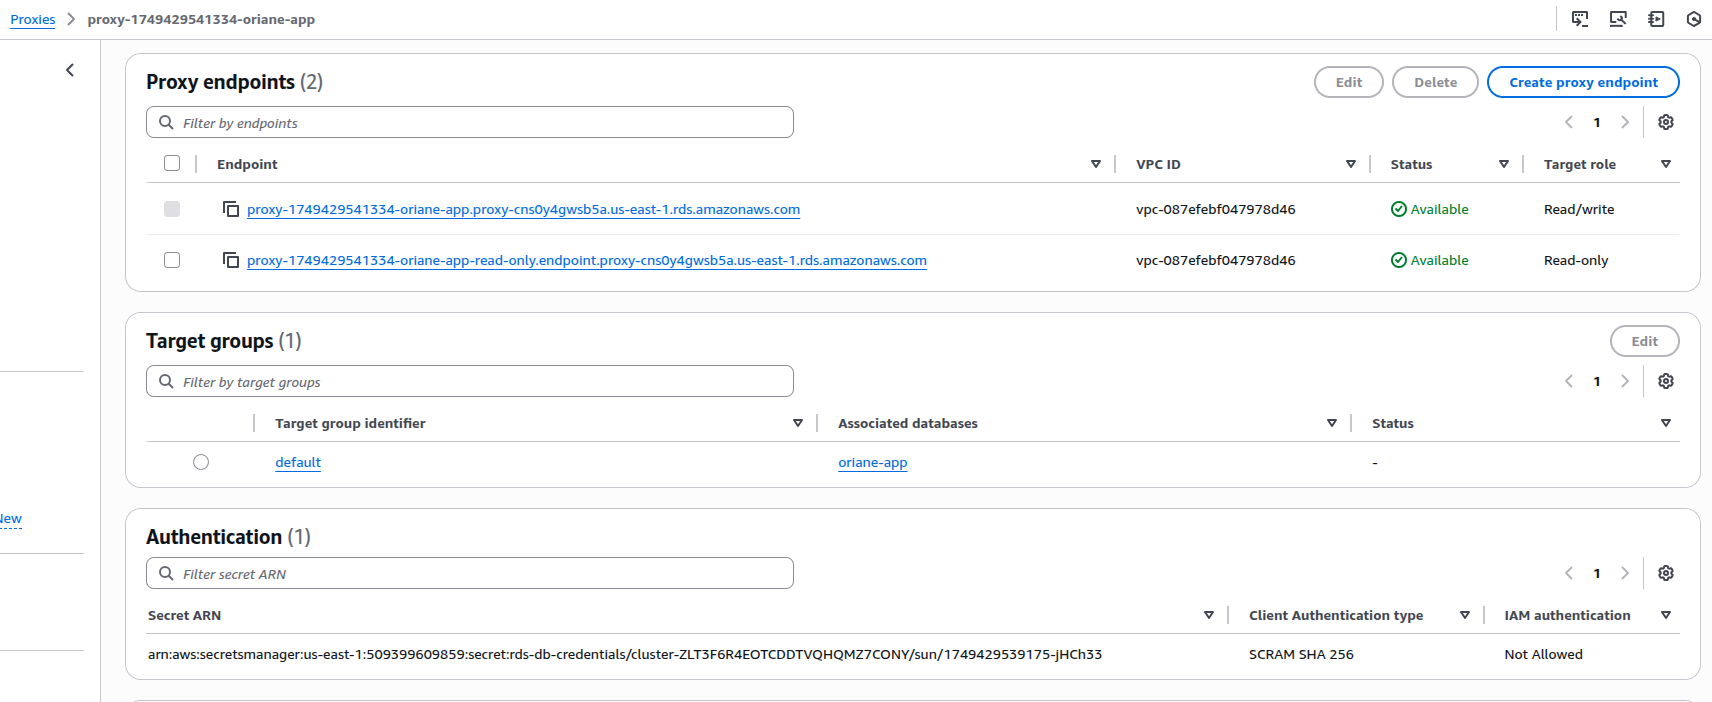 Proxies > proxy-1749429541334-oriane-app
Proxy endpoints (2)
Edit
Delete
Create proxy endpoint
Filter by endpoints
1
Endpoint
VPC ID
Status
Target role
proxy-1749429541334-oriane-app.proxy-cns0y4gwsb5a.us-east-1.rds.amazonaws.com
vpc-087efebf047978d46
Available
Read/write
proxy-1749429541334-oriane-app-read-only.endpoint.proxy-cns0y4gwsb5a.us-east-1.rds.amazonaws.com
vpc-087efebf047978d46
Available
Read-only
Target groups (1)
Edit
Filter by target groups
1
Target group identifier
Associated databases
Status
default
oriane-app
-
New
Authentication (1)
Filter secret ARN
1
Secret ARN
Client Authentication type
IAM authentication
arn:aws:secretsmanager:us-east-1:509399609859:secret:rds-db-credentials/cluster-ZLT3F6R4EOTCDDTVQHQMZ7CONY/sun/1749429539175-jHCh33
SCRAM SHA 256
Not Allowed